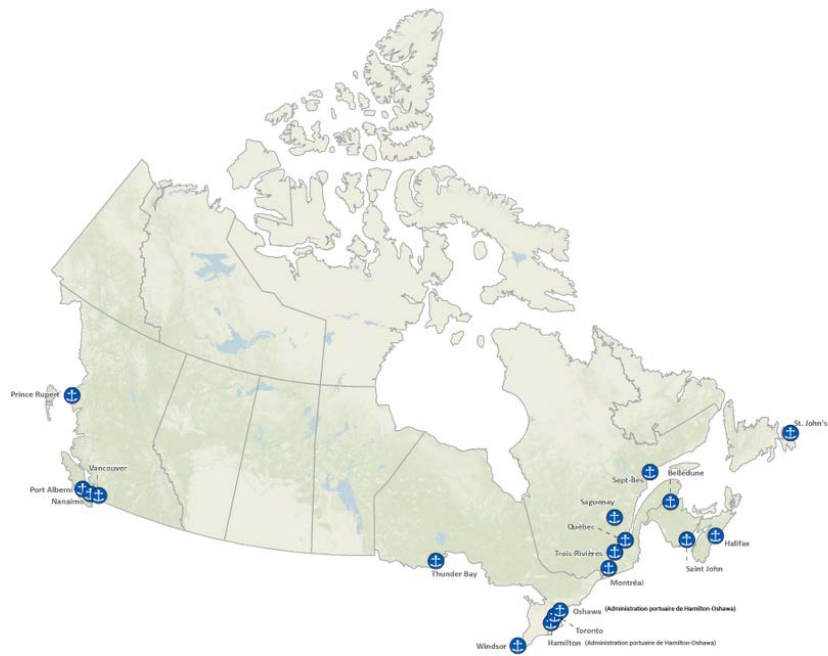 Prince Rupert
St. John's
Vancouver
Belledune
Sept-Îles
Port Alberni
Nanaimo
Saguenay
Québec
Halifax
Trois-Rivières
Saint John
Thunder Bay
Montréal
Oshawa (Administration portuaire de Hamilton-Oshawa)
Toronto
Hamilton (Administration portuaire de Hamilton-Oshawa)
Windsor